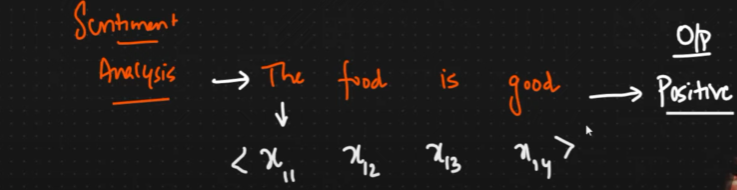 Sentiment
Analysis → The food is good → Positive
O/p
↓
< x₁₁ x₁₂ x₁₃ x₁₄ >